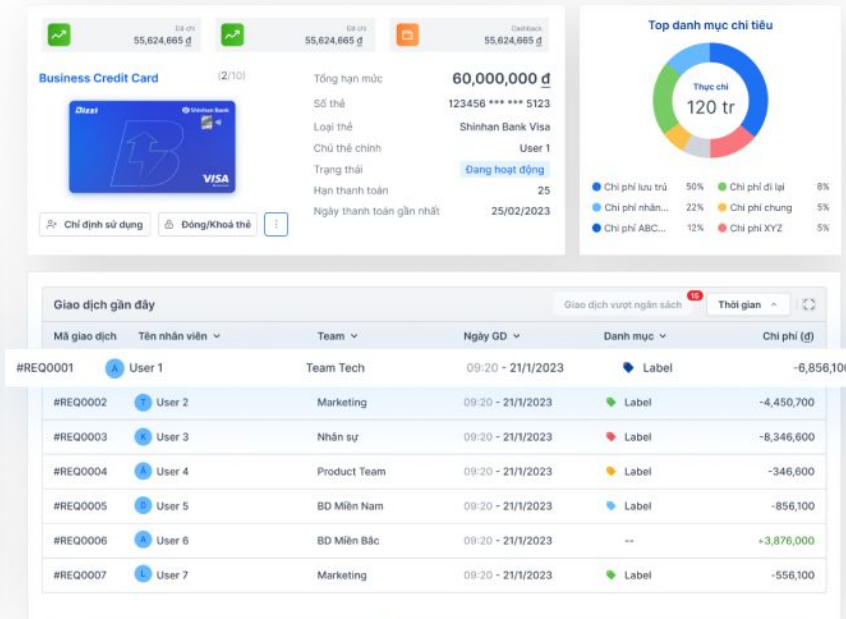 Đã chi
55,624,665 đ
Đã chi
55,624,665 đ
Cashback
55,624,665 đ
Business Credit Card (2/10)
Bizzi
Shinhan Bank
VISA
Chỉ định sử dụng
Đóng/Khoá thẻ
Tổng hạn mức 60,000,000 đ
Số thẻ 123456 *** *** 5123
Loại thẻ Shinhan Bank Visa
Chủ thẻ chính User 1
Trạng thái Đang hoạt động
Hạn thanh toán 25
Ngày thanh toán gần nhất 25/02/2023
Top danh mục chi tiêu
Thực chi
120 tr
Chi phí lưu trú 50% Chi phí đi lại 8%
Chi phí nhân... 22% Chi phí chung 5%
Chi phí ABC... 12% Chi phí XYZ 5%
Giao dịch gần đây Giao dịch vượt ngân sách 15 Thời gian
Mã giao dịch Tên nhân viên Team Ngày GD Danh mục Chi phí (đ)
#REQ0001 A User 1 Team Tech 09:20 - 21/1/2023 Label -6,856,100
#REQ0002 T User 2 Marketing 09:20 - 21/1/2023 Label -4,450,700
#REQ0003 K User 3 Nhân sự 09:20 - 21/1/2023 Label -8,346,600
#REQ0004 A User 4 Product Team 09:20 - 21/1/2023 Label -346,600
#REQ0005 D User 5 BD Miền Nam 09:20 - 21/1/2023 Label -856,100
#REQ0006 A User 6 BD Miền Bắc 09:20 - 21/1/2023 -- +3,876,000
#REQ0007 L User 7 Marketing 09:20 - 21/1/2023 Label -556,100